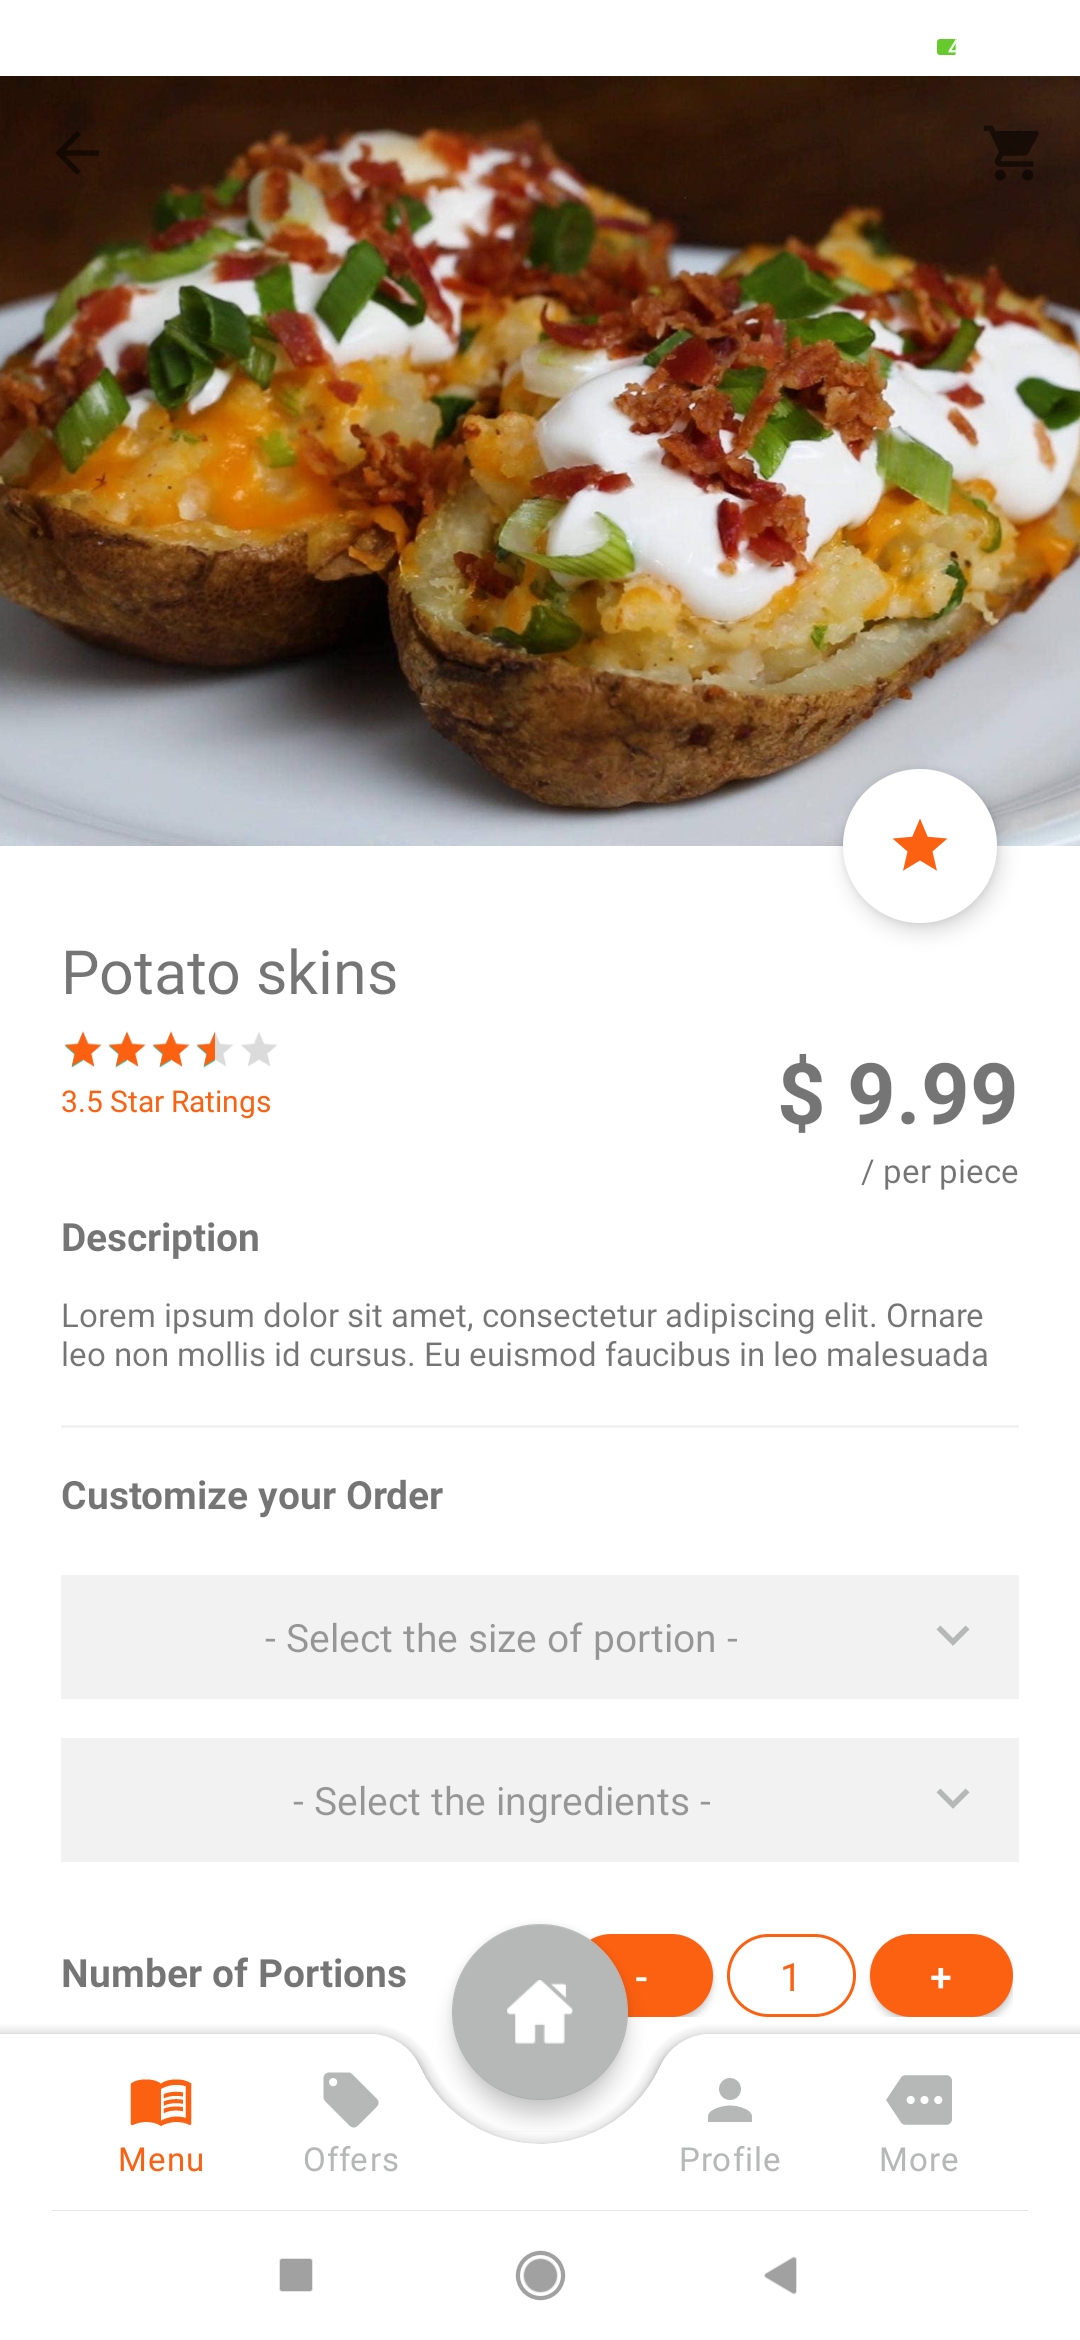 Potato skins
3.5 Star Ratings
$ 9.99
/ per piece
Description
Lorem ipsum dolor sit amet, consectetur adipiscing elit. Ornare
leo non mollis id cursus. Eu euismod faucibus in leo malesuada
Customize your Order
- Select the size of portion -
- Select the ingredients -
Number of Portions
- 1 +
Menu Offers Profile More